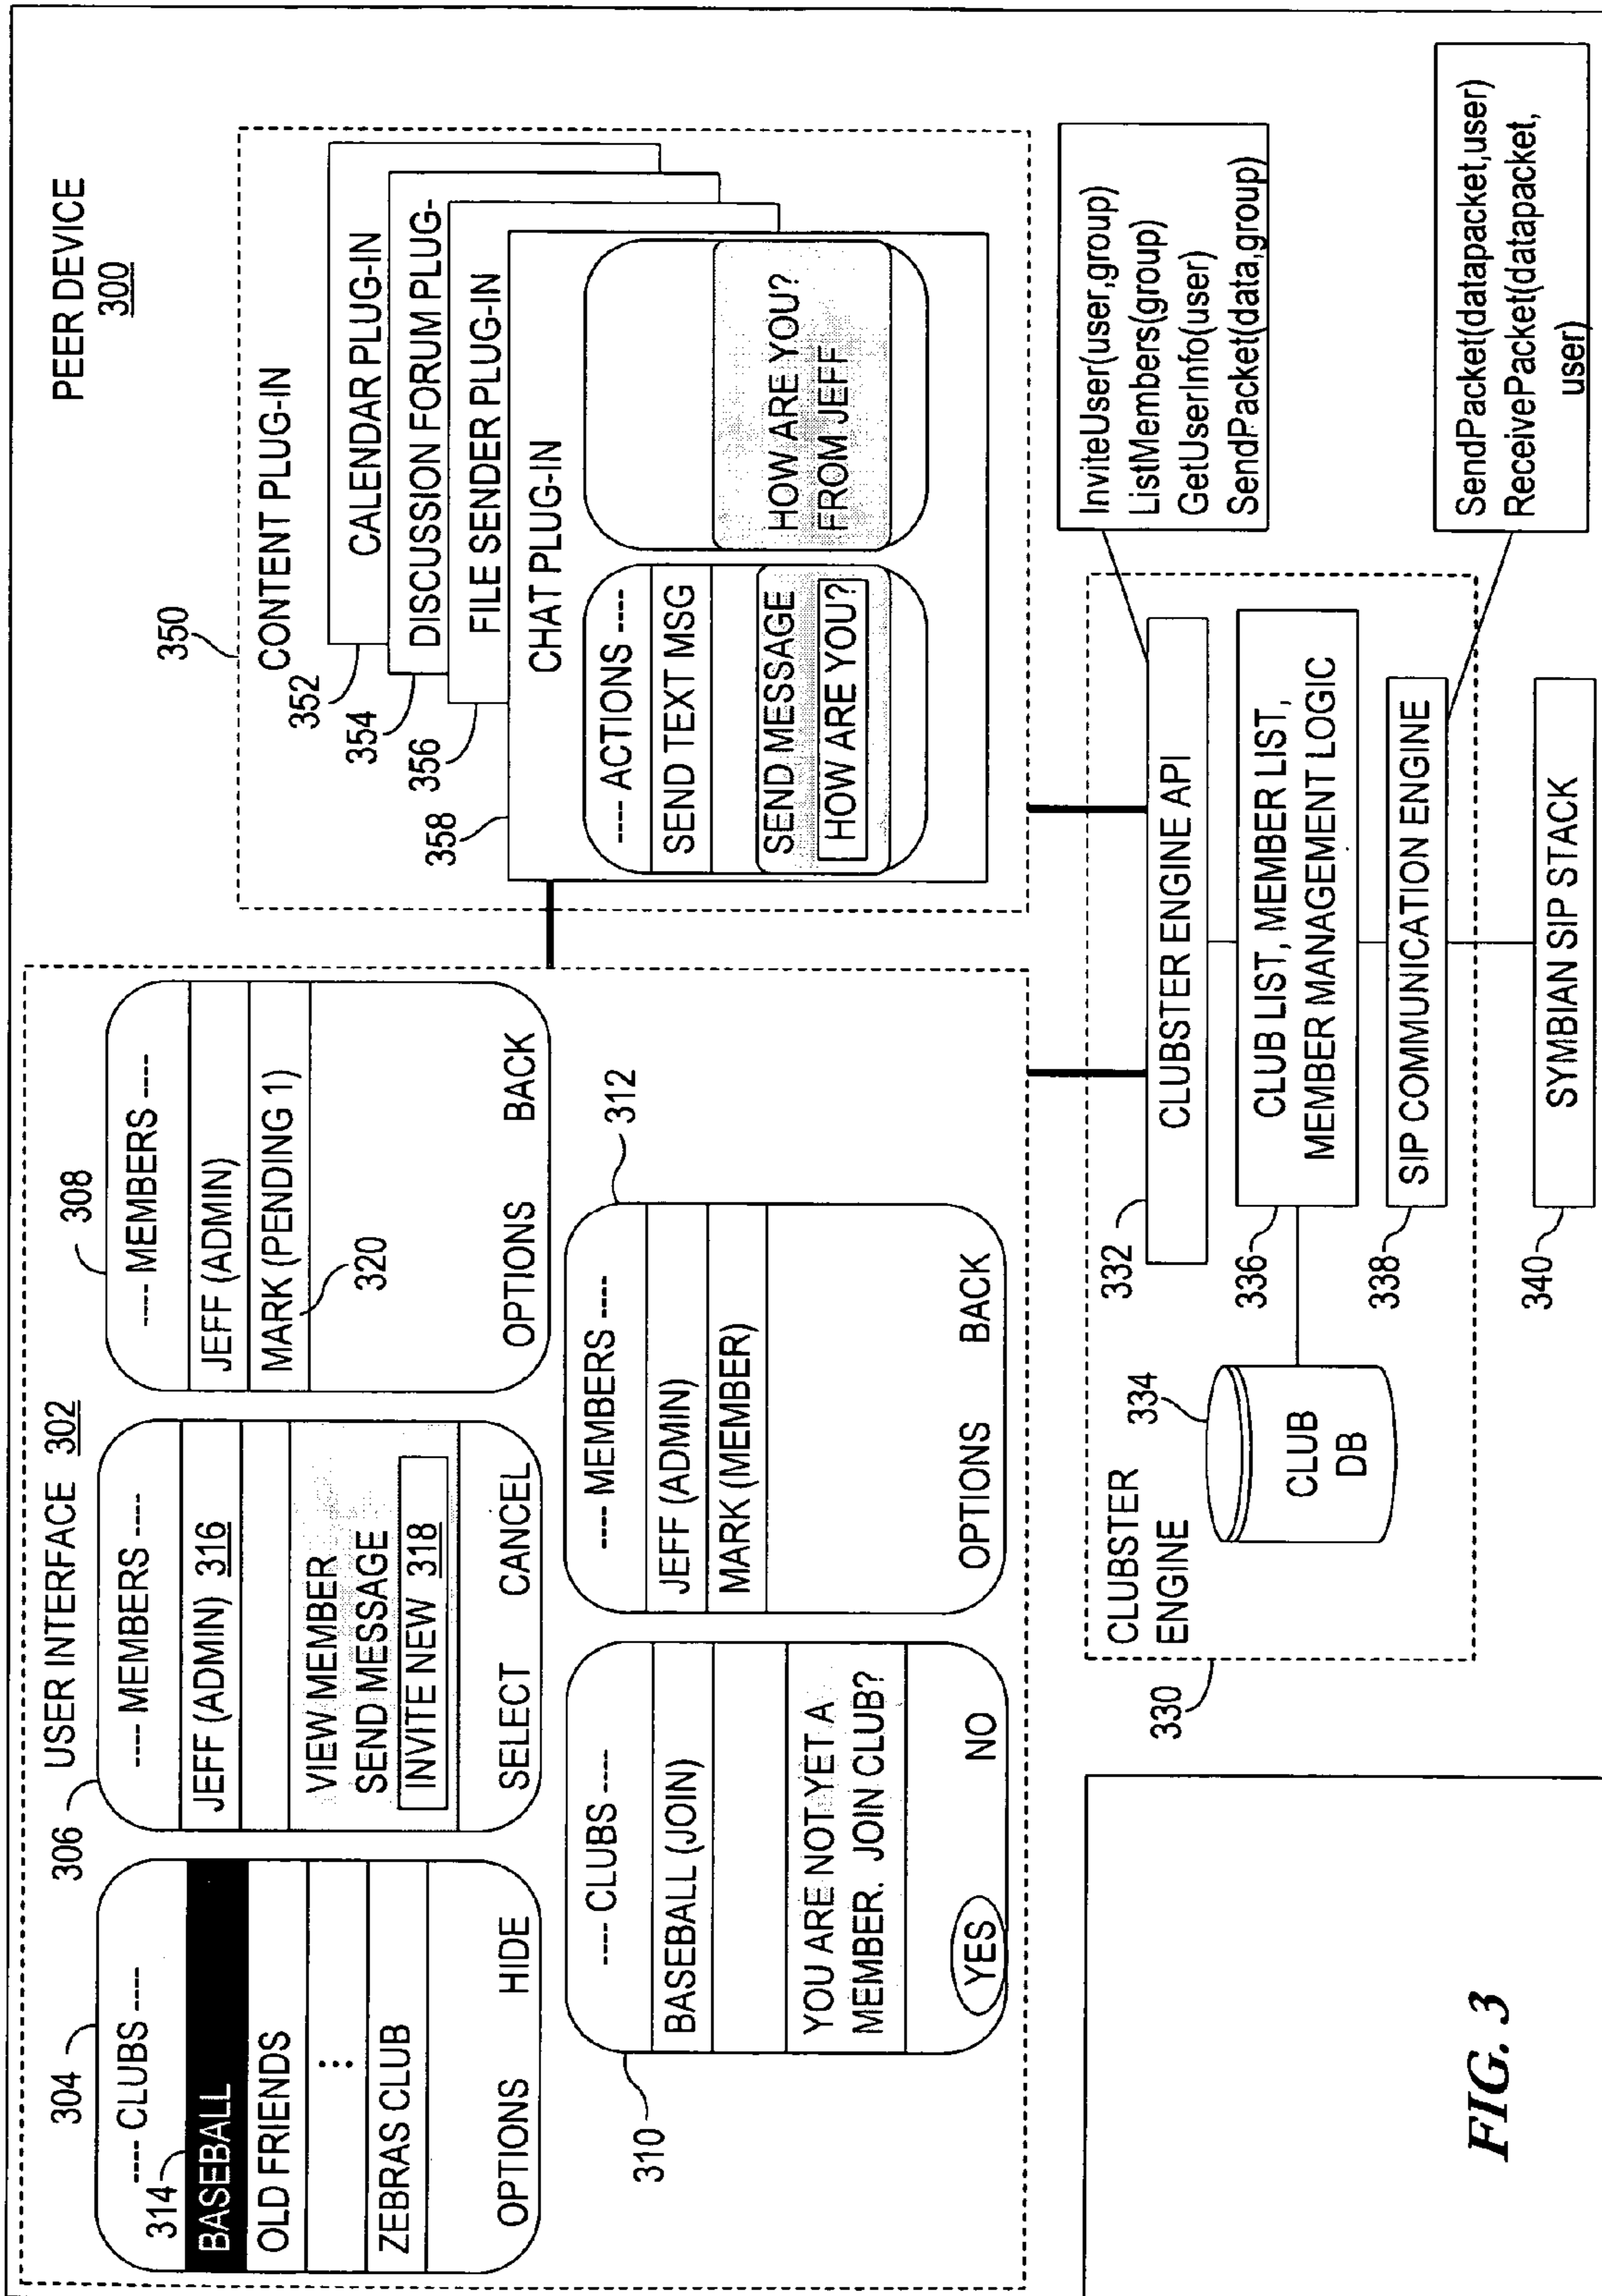 PEER DEVICE
300
USER INTERFACE 302
304
---- CLUBS ----
314
BASEBALL
OLD FRIENDS
⋮
ZEBRAS CLUB
OPTIONS HIDE
306
---- MEMBERS ----
JEFF (ADMIN) 316
VIEW MEMBER
SEND MESSAGE
INVITE NEW 318
SELECT CANCEL
308
---- MEMBERS ----
JEFF (ADMIN)
MARK (PENDING 1)
320
OPTIONS BACK
310
---- CLUBS ----
BASEBALL (JOIN)
YOU ARE NOT YET A
MEMBER. JOIN CLUB?
YES NO
312
---- MEMBERS ----
JEFF (ADMIN)
MARK (MEMBER)
OPTIONS BACK
350
CONTENT PLUG-IN
352
CALENDAR PLUG-IN
354
DISCUSSION FORUM PLUG-
356
FILE SENDER PLUG-IN
358
CHAT PLUG-IN
---- ACTIONS ----
SEND TEXT MSG
SEND MESSAGE
HOW ARE YOU?
HOW ARE YOU?
FROM JEFF
330
CLUBSTER
ENGINE
334
CLUB
DB
332
CLUBSTER ENGINE API
336
CLUB LIST, MEMBER LIST,
MEMBER MANAGEMENT LOGIC
338
SIP COMMUNICATION ENGINE
340
SYMBIAN SIP STACK
InviteUser(user,group)
ListMembers(group)
GetUserInfo(user)
SendPacket(data,group)
SendPacket(datapacket,user)
ReceivePacket(datapacket,
user)
FIG. 3